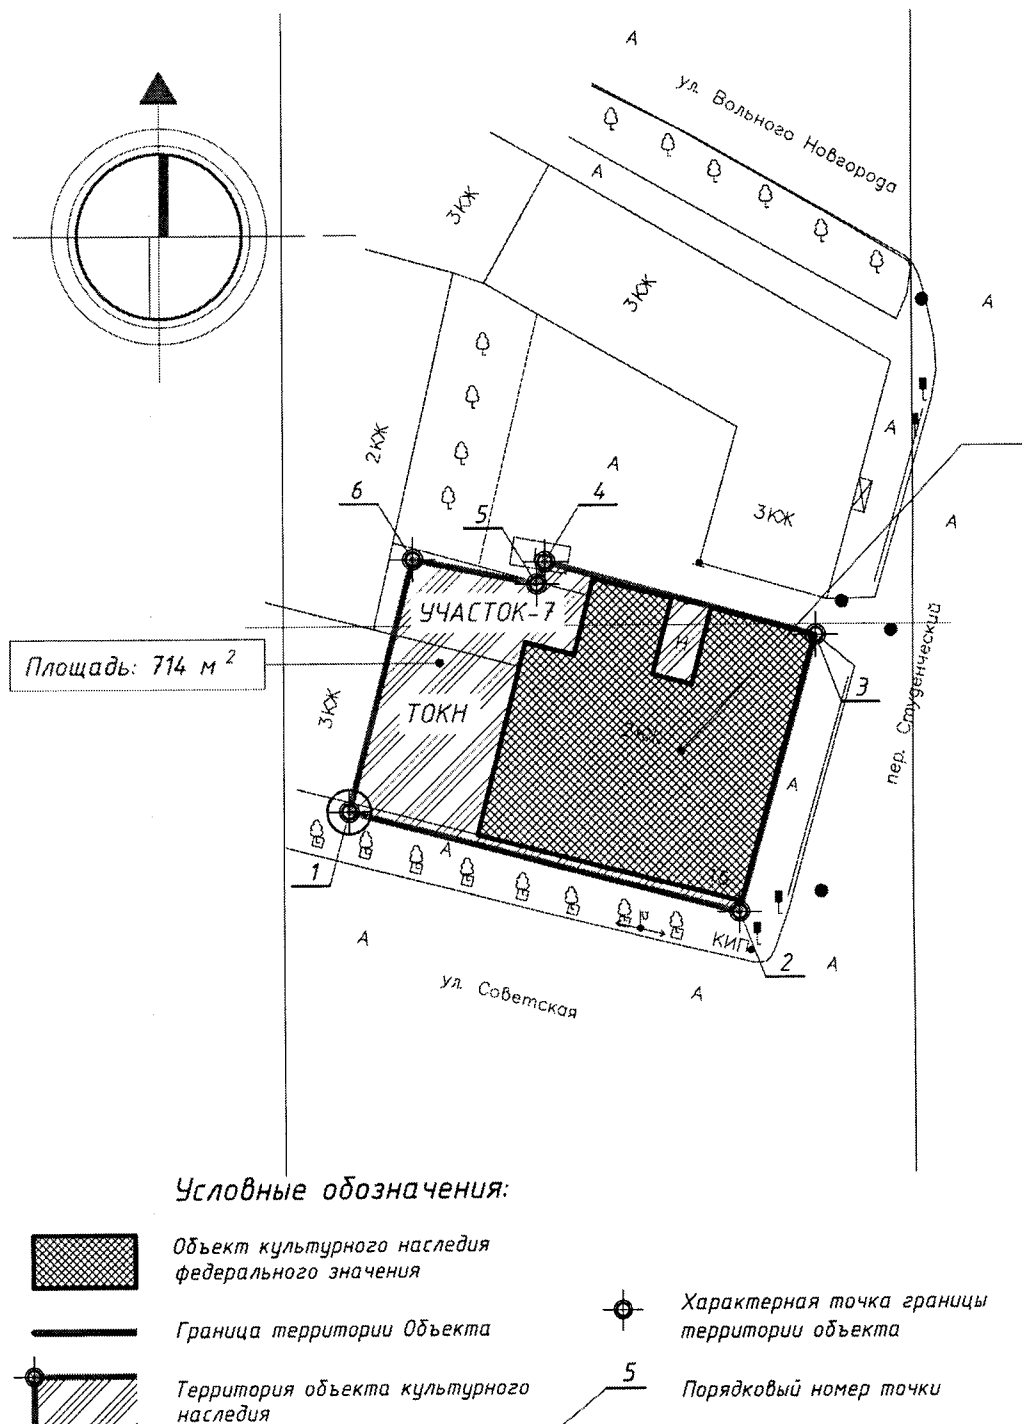 А
ул. Вольного Новгорода
А
3КЖ
3КЖ
А
2КЖ
А
А
6
5
4
3КЖ
А
УЧАСТОК-7
Н
Площадь: 714 м 2
3КЖ
ТОКН
3
пер. Студенческий
А
1
А
15
КИП
2
А
А
ул. Советская
А
Условные обозначения:
Объект культурного наследия
федерального значения
Граница территории Объекта
Территория объекта культурного
наследия
Характерная точка границы
территории объекта
5
Порядковый номер точки